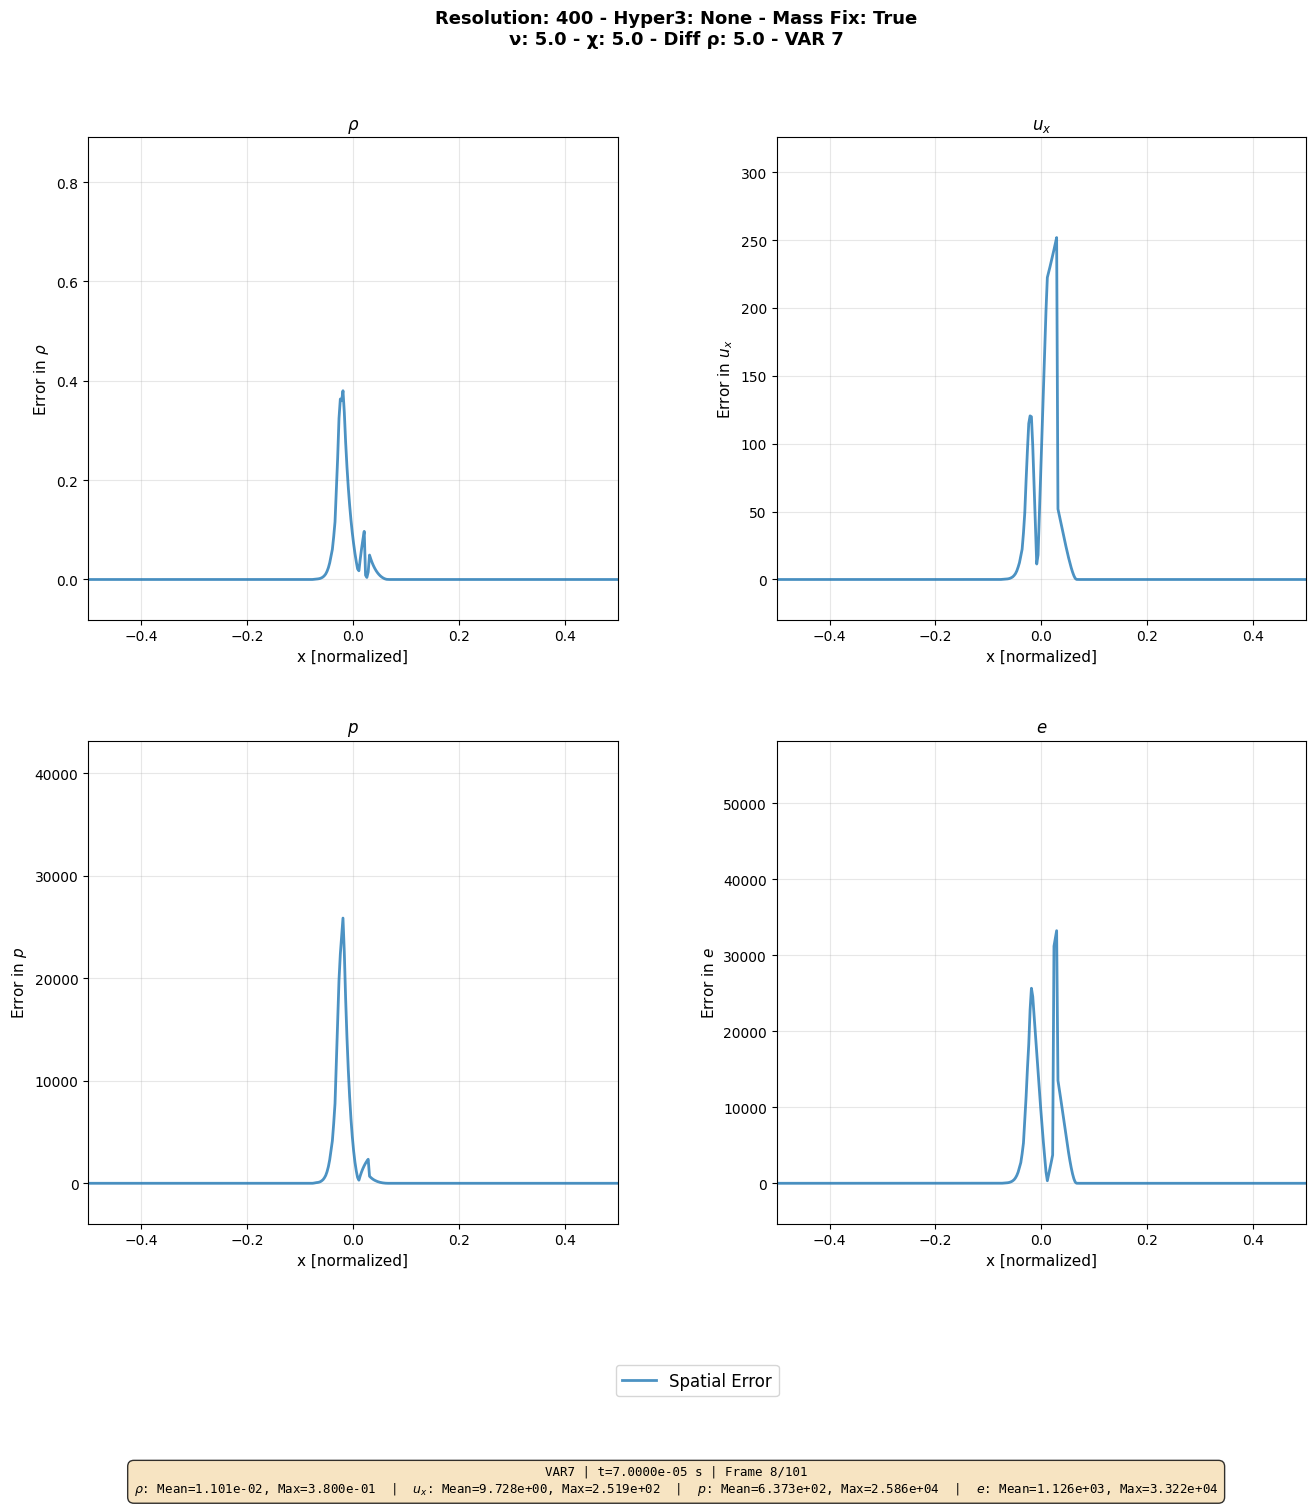 Resolution: 400 - Hyper3: None - Mass Fix: True
ν: 5.0 - χ: 5.0 - Diff ρ: 5.0 - VAR 7
ρ
0.8
0.6
0.4
0.2
0.0
Error in ρ
−0.4 −0.2 0.0 0.2 0.4
x [normalized]
u_x
300
250
200
150
100
50
0
Error in u_x
−0.4 −0.2 0.0 0.2 0.4
x [normalized]
p
40000
30000
20000
10000
0
Error in p
−0.4 −0.2 0.0 0.2 0.4
x [normalized]
e
50000
40000
30000
20000
10000
0
Error in e
−0.4 −0.2 0.0 0.2 0.4
x [normalized]
Spatial Error
VAR7 | t=7.0000e-05 s | Frame 8/101
ρ: Mean=1.101e-02, Max=3.800e-01 | u_x: Mean=9.728e+00, Max=2.519e+02 | p: Mean=6.373e+02, Max=2.586e+04 | e: Mean=1.126e+03, Max=3.322e+04